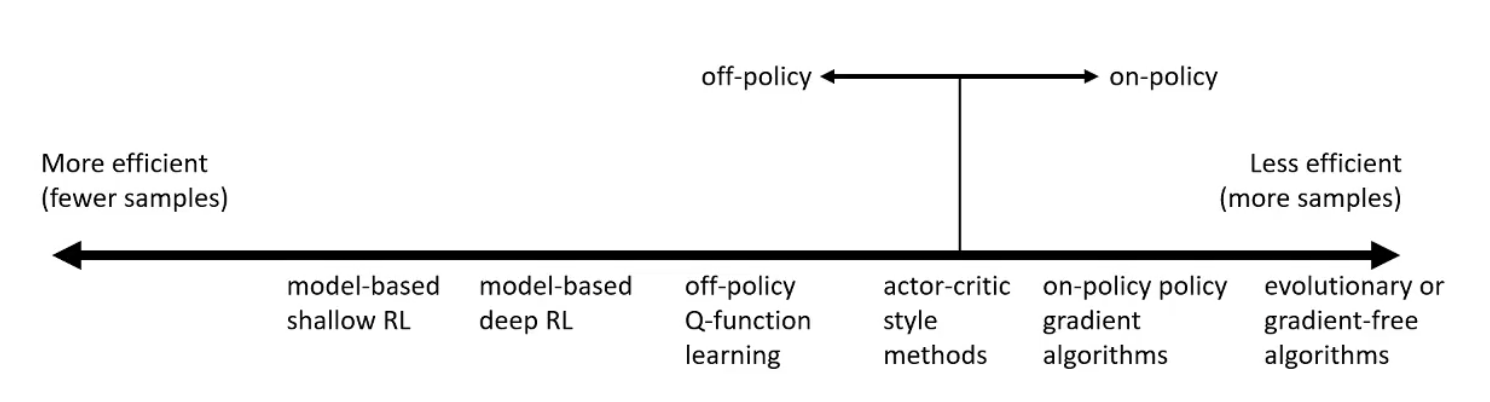 off-policy
on-policy
More efficient
(fewer samples)
Less efficient
(more samples)
model-based
shallow RL
model-based
deep RL
off-policy
Q-function
learning
actor-critic
style
methods
on-policy policy
gradient
algorithms
evolutionary or
gradient-free
algorithms